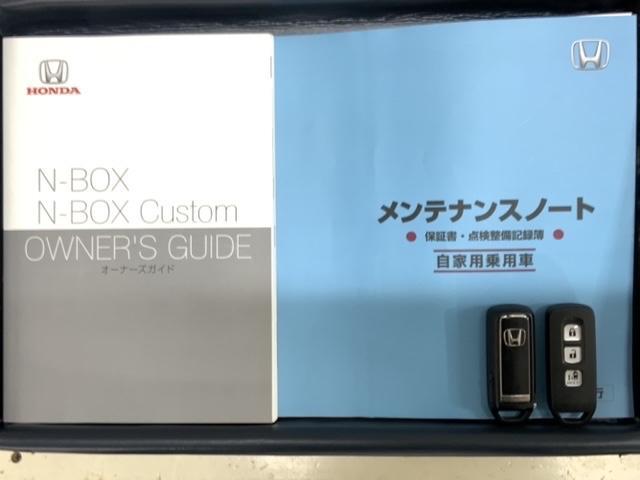 HONDA
N-BOX
N-BOX Custom
OWNER'S GUIDE
オーナーズガイド
メンテナンスノート
保証書・点検整備記録簿
自家用乗用車
行